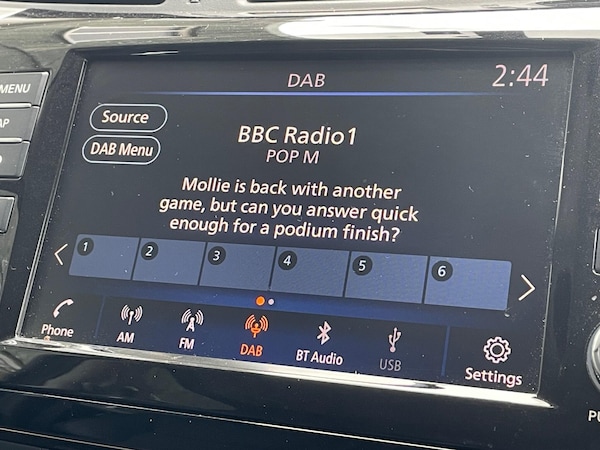 DAB
2:44
MENU
Source
BBC Radio1
DAB Menu
POP M
Mollie is back with another
game, but can you answer quick
enough for a podium finish?
1 2 3 4 5 6
Phone
AM
FM
DAB
BT Audio
USB
Settings